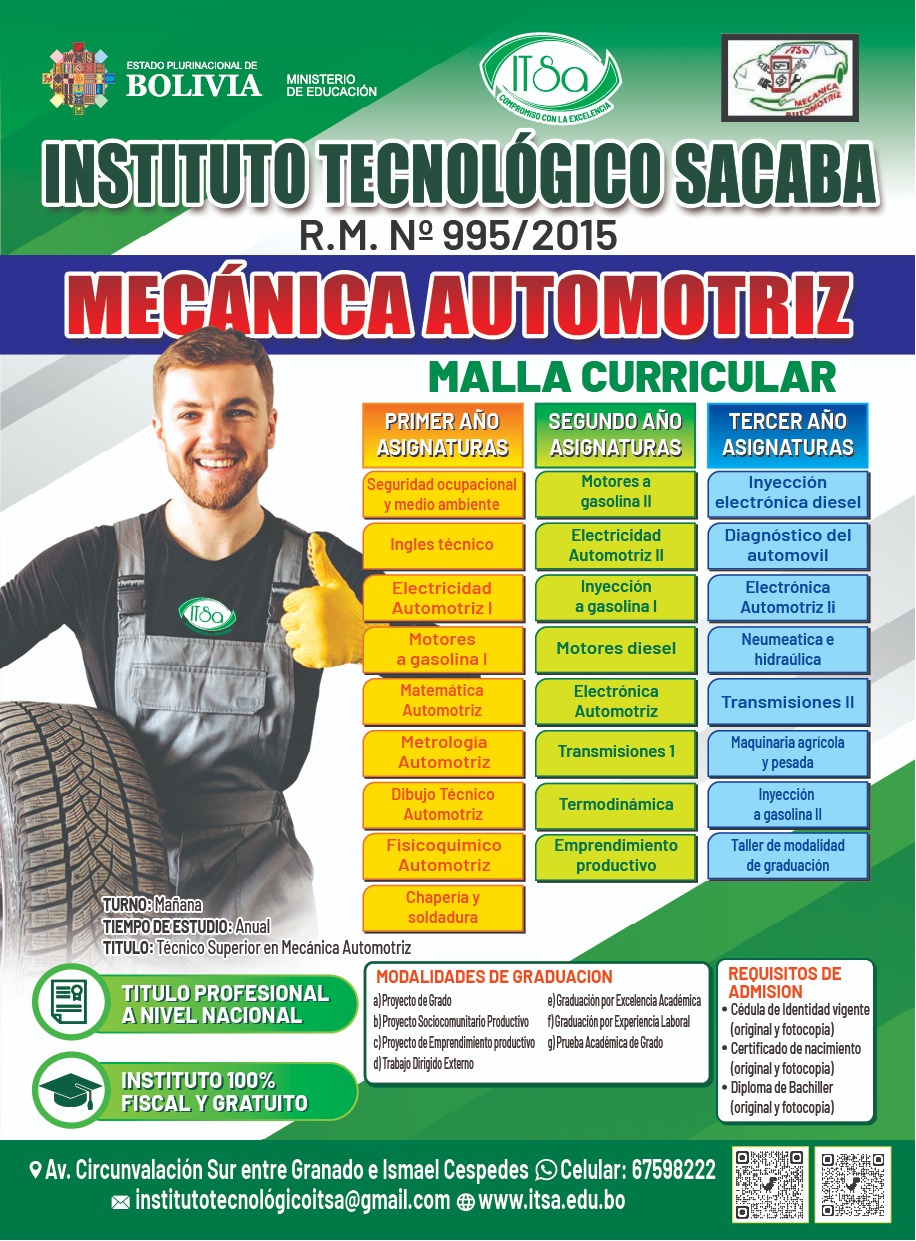 ESTADO PLURINACIONAL DE
BOLIVIA
MINISTERIO
DE EDUCACIÓN
ITSa
COMPROMISO CON LA EXCELENCIA
ITSa
MECANICA
AUTOMOTRIZ
INSTITUTO TECNOLÓGICO SACABA
R.M. Nº 995/2015
MECÁNICA AUTOMOTRIZ
MALLA CURRICULAR
PRIMER AÑO
ASIGNATURAS
Seguridad ocupacional
y medio ambiente
Ingles técnico
Electricidad
Automotriz I
Motores
a gasolina I
Matemática
Automotriz
Metrología
Automotriz
Dibujo Técnico
Automotriz
Fisicoquimico
Automotriz
Chapería y
soldadura
SEGUNDO AÑO
ASIGNATURAS
Motores a
gasolina II
Electricidad
Automotriz II
Inyección
a gasolina I
Motores diesel
Electrónica
Automotriz
Transmisiones 1
Termodinámica
Emprendimiento
productivo
TERCER AÑO
ASIGNATURAS
Inyección
electrónica diesel
Diagnóstico del
automovil
Electrónica
Automotriz Ii
Neumeatica e
hidraúlica
Transmisiones II
Maquinaria agrícola
y pesada
Inyección
a gasolina II
Taller de modalidad
de graduación
ITSa
TURNO: Mañana
TIEMPO DE ESTUDIO: Anual
TITULO: Técnico Superior en Mecánica Automotriz
TITULO PROFESIONAL
A NIVEL NACIONAL
INSTITUTO 100%
FISCAL Y GRATUITO
MODALIDADES DE GRADUACION
a) Proyecto de Grado
b) Proyecto Sociocomunitario Productivo
c) Proyecto de Emprendimiento productivo
d) Trabajo Dirigido Externo
e) Graduación por Excelencia Académica
f) Graduación por Experiencia Laboral
g) Prueba Académica de Grado
REQUISITOS DE
ADMISION
• Cédula de Identidad vigente
(original y fotocopia)
• Certificado de nacimiento
(original y fotocopia)
• Diploma de Bachiller
(original y fotocopia)
Av. Circunvalación Sur entre Granado e Ismael Cespedes Celular: 67598222
institutotecnológicoitsa@gmail.com www.itsa.edu.bo